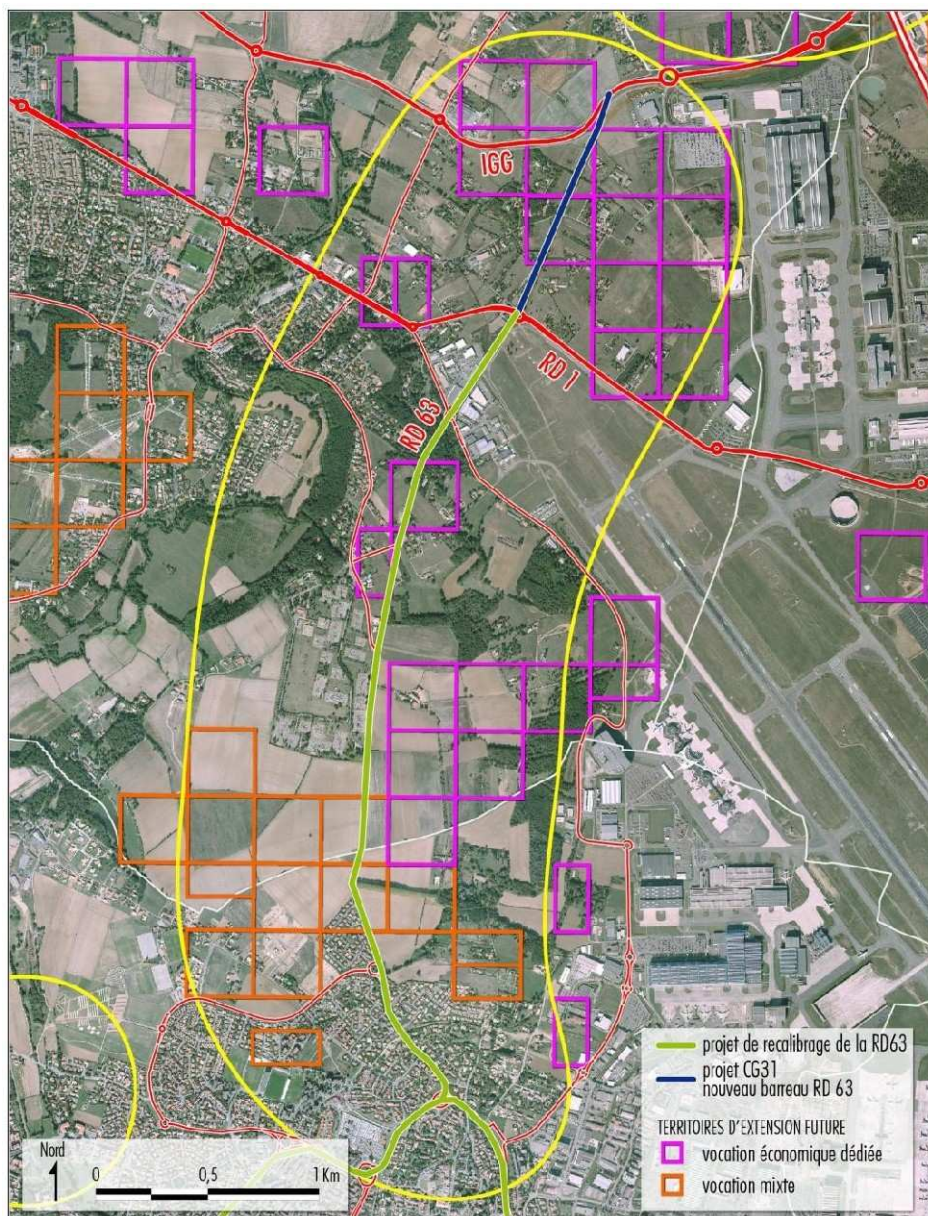 IGG
RD 1
RD 63
projet de recalibrage de la RD63
projet CG31
nouveau barreau RD 63
TERRITOIRES D'EXTENSION FUTURE
vocation économique dédiée
vocation mixte
Nord
0 0,5 1 Km